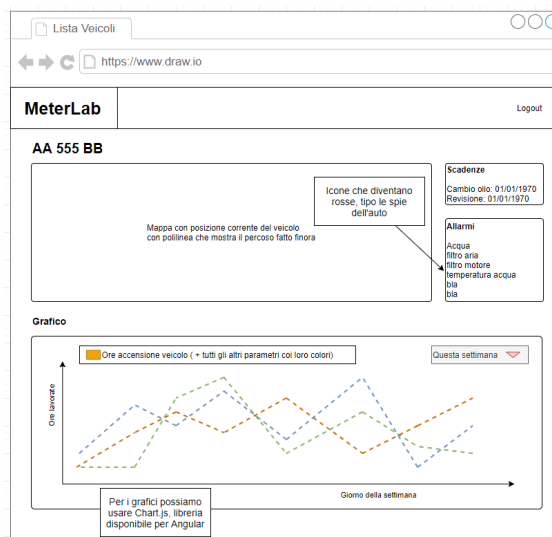 Lista Veicoli
https://www.draw.io
MeterLab
Logout
AA 555 BB
Mappa con posizione corrente del veicolo
con polilinea che mostra il percoso fatto finora
Icone che diventano
rosse, tipo le spie
dell'auto
Scadenze
Cambio olio: 01/01/1970
Revisione: 01/01/1970
Allarmi
Acqua
filtro aria
filtro motore
temperatura acqua
bla
bla
Grafico
Ore accensione veicolo ( + tutti gli altri parametri coi loro colori)
Questa settimana
Ore lavorate
Giorno della settimana
Per i grafici possiamo
usare Chart.js, libreria
disponibile per Angular